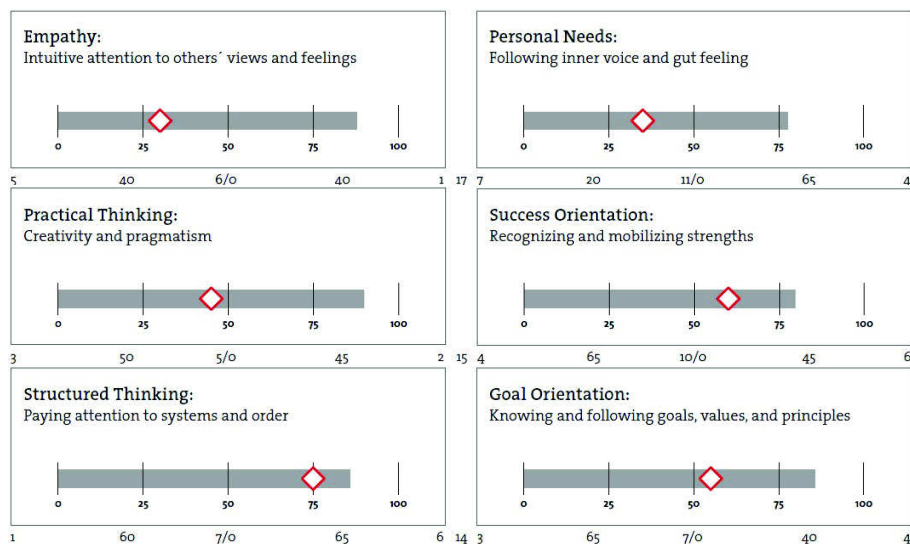 Empathy:
Intuitive attention to others´ views and feelings
0 25 50 75 100
5 40 6/0 40 1 17
Personal Needs:
Following inner voice and gut feeling
0 25 50 75 100
7 20 11/0 65 4
Practical Thinking:
Creativity and pragmatism
0 25 50 75 100
3 50 5/0 45 2 15
Success Orientation:
Recognizing and mobilizing strengths
0 25 50 75 100
4 65 10/0 45 6
Structured Thinking:
Paying attention to systems and order
0 25 50 75 100
1 60 7/0 65 6 14
Goal Orientation:
Knowing and following goals, values, and principles
0 25 50 75 100
3 65 7/0 40 4